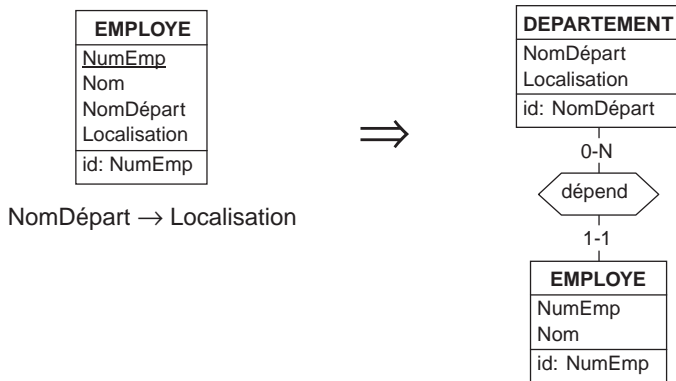 EMPLOYE
NumEmp
Nom
NomDépart
Localisation
id: NumEmp
NomDépart → Localisation
⇒
DEPARTEMENT
NomDépart
Localisation
id: NomDépart
0-N
dépend
1-1
EMPLOYE
NumEmp
Nom
id: NumEmp